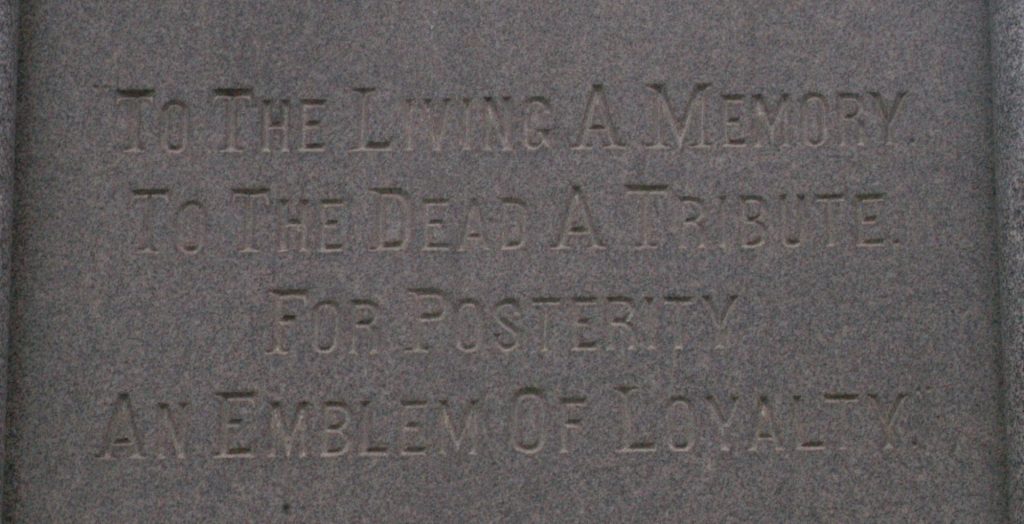 "To The Living A Memory.
To The Dead A Tribute.
For Posterity
An Emblem Of Loyalty."